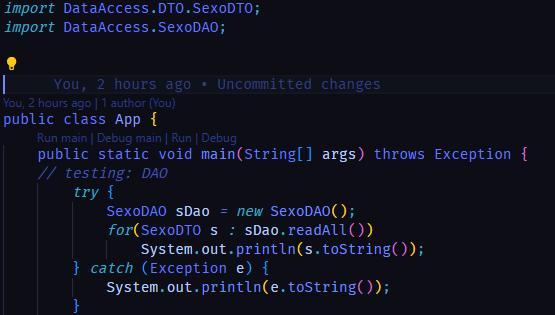 import DataAccess.DTO.SexoDTO;
import DataAccess.SexoDAO;
You, 2 hours ago • Uncommitted changes
You, 2 hours ago | 1 author (You)
public class App {
Run main | Debug main | Run | Debug
public static void main(String[] args) throws Exception {
// testing: DAO
try {
SexoDAO sDao = new SexoDAO();
for(SexoDTO s : sDao.readAll())
System.out.println(s.toString());
} catch (Exception e) {
System.out.println(e.toString());
}